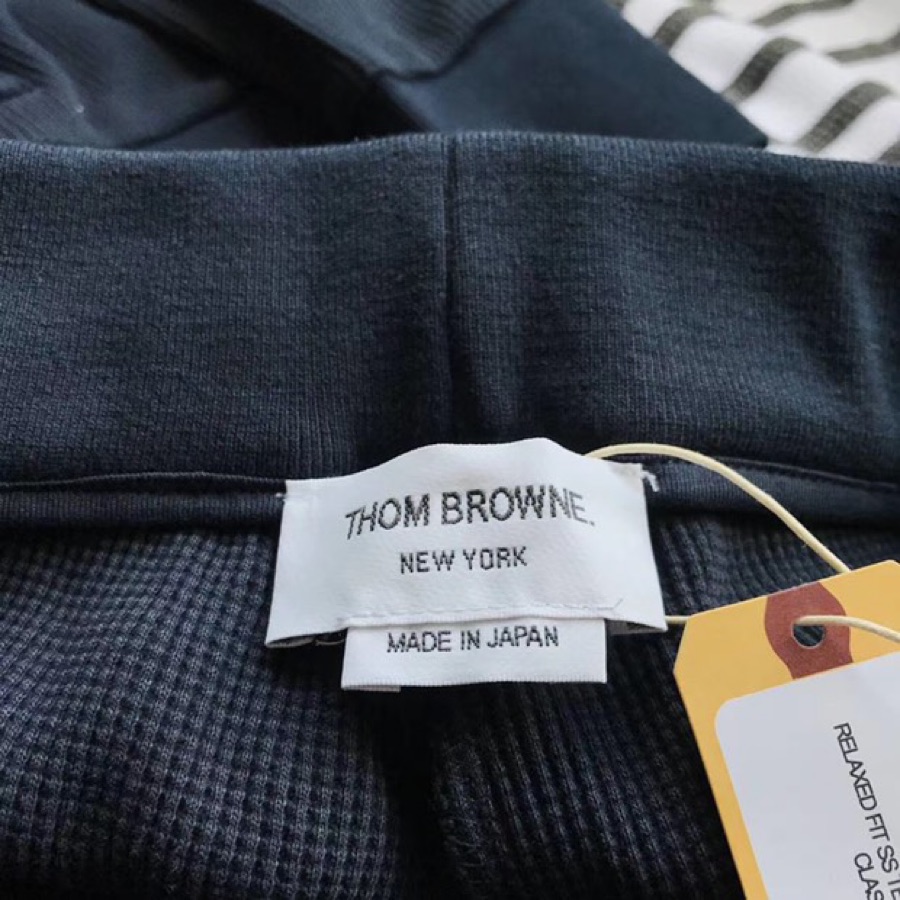 THOM BROWNE.
NEW YORK
MADE IN JAPAN
RELAXED FIT SS